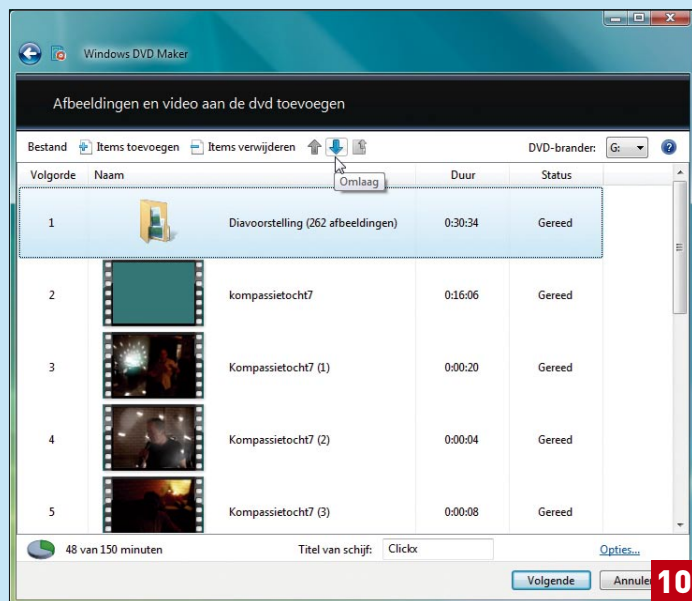 Windows DVD Maker
Afbeeldingen en video aan de dvd toevoegen
Bestand Items toevoegen Items verwijderen DVD-brander: G:
Omlaag
Volgorde Naam Duur Status
1 Diavoorstelling (262 afbeeldingen) 0:30:34 Gereed
2 kompassietocht7 0:16:06 Gereed
3 Kompassietocht7 (1) 0:00:20 Gereed
4 Kompassietocht7 (2) 0:00:04 Gereed
5 Kompassietocht7 (3) 0:00:08 Gereed
48 van 150 minuten Titel van schijf: Clickx Opties...
Volgende Annule
10